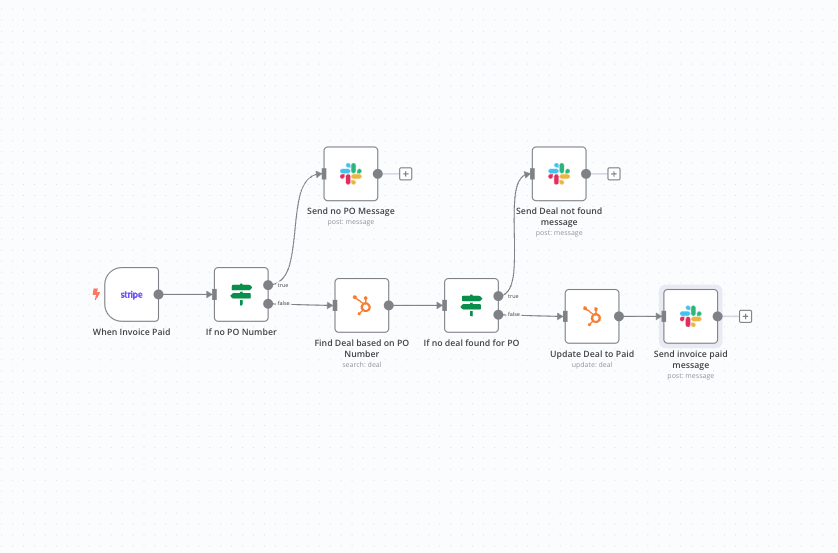 Send no PO Message
post: message
Send Deal not found
message
post: message
stripe
When Invoice Paid
true
false
If no PO Number
Find Deal based on PO
Number
search: deal
true
false
If no deal found for PO
Update Deal to Paid
update: deal
Send invoice paid
message
post: message